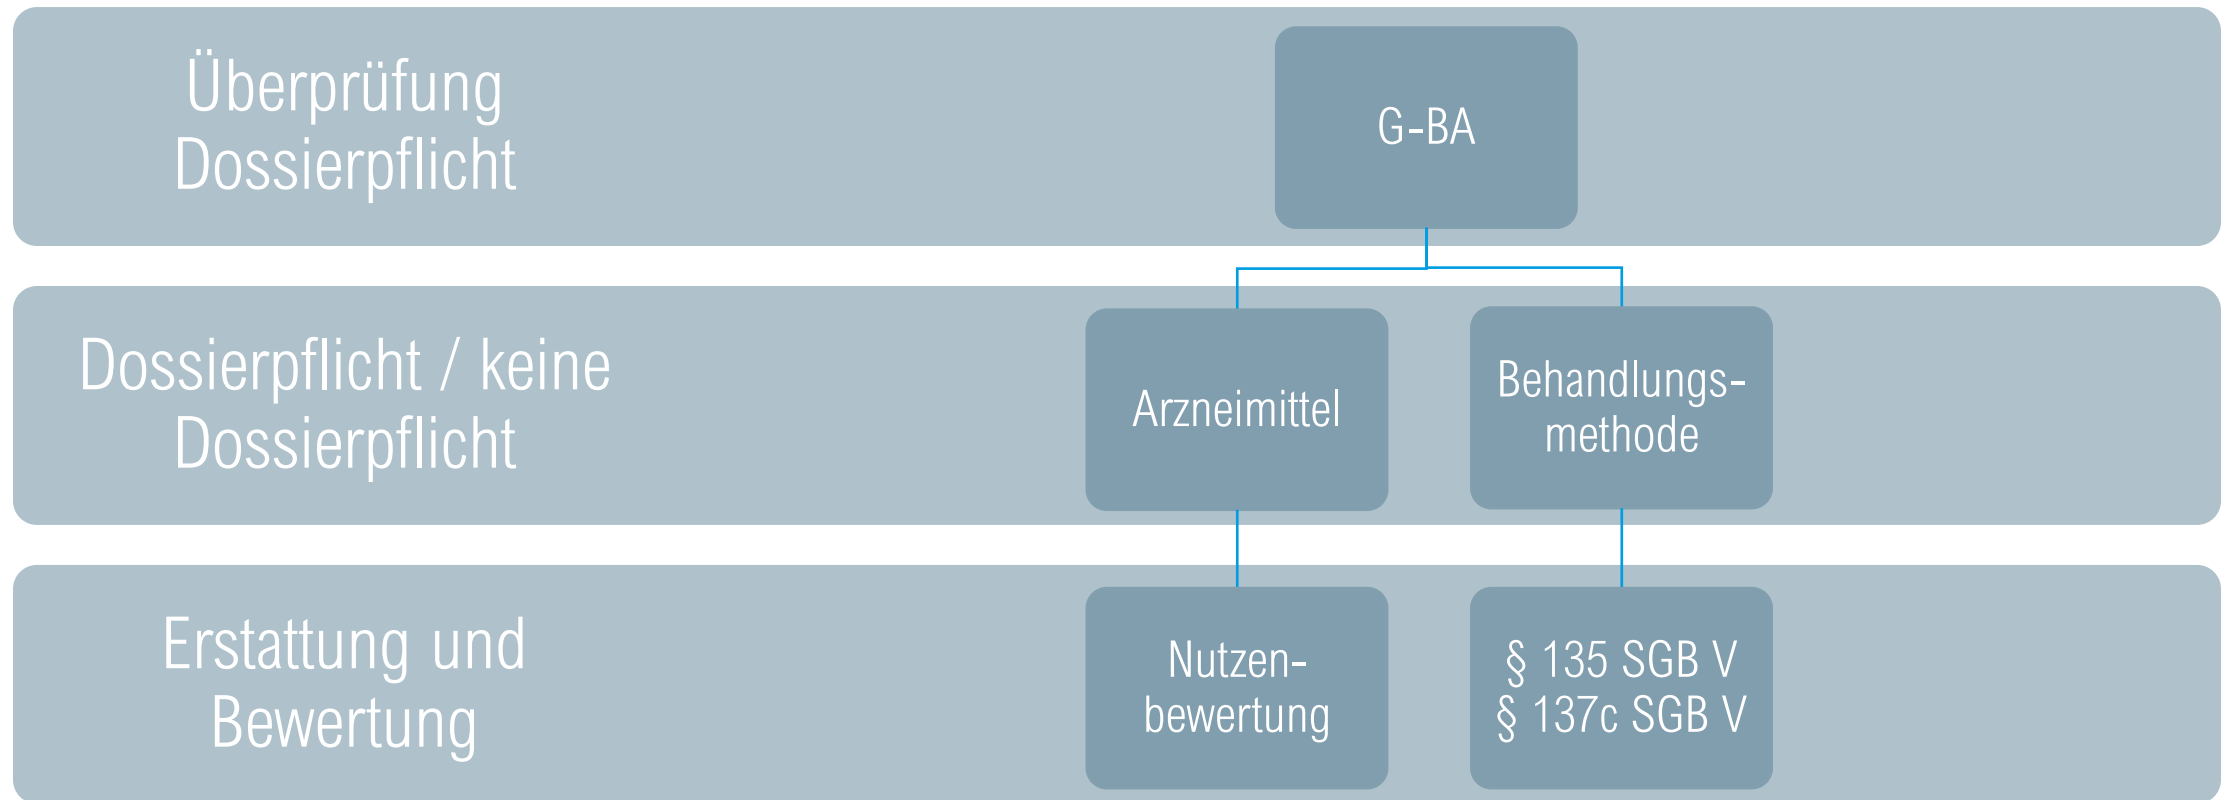 Überprüfung
Dossierpflicht
G-BA
Dossierpflicht / keine
Dossierpflicht
Arzneimittel
Behandlungs-
methode
Erstattung und
Bewertung
Nutzen-
bewertung
§ 135 SGB V
§ 137c SGB V